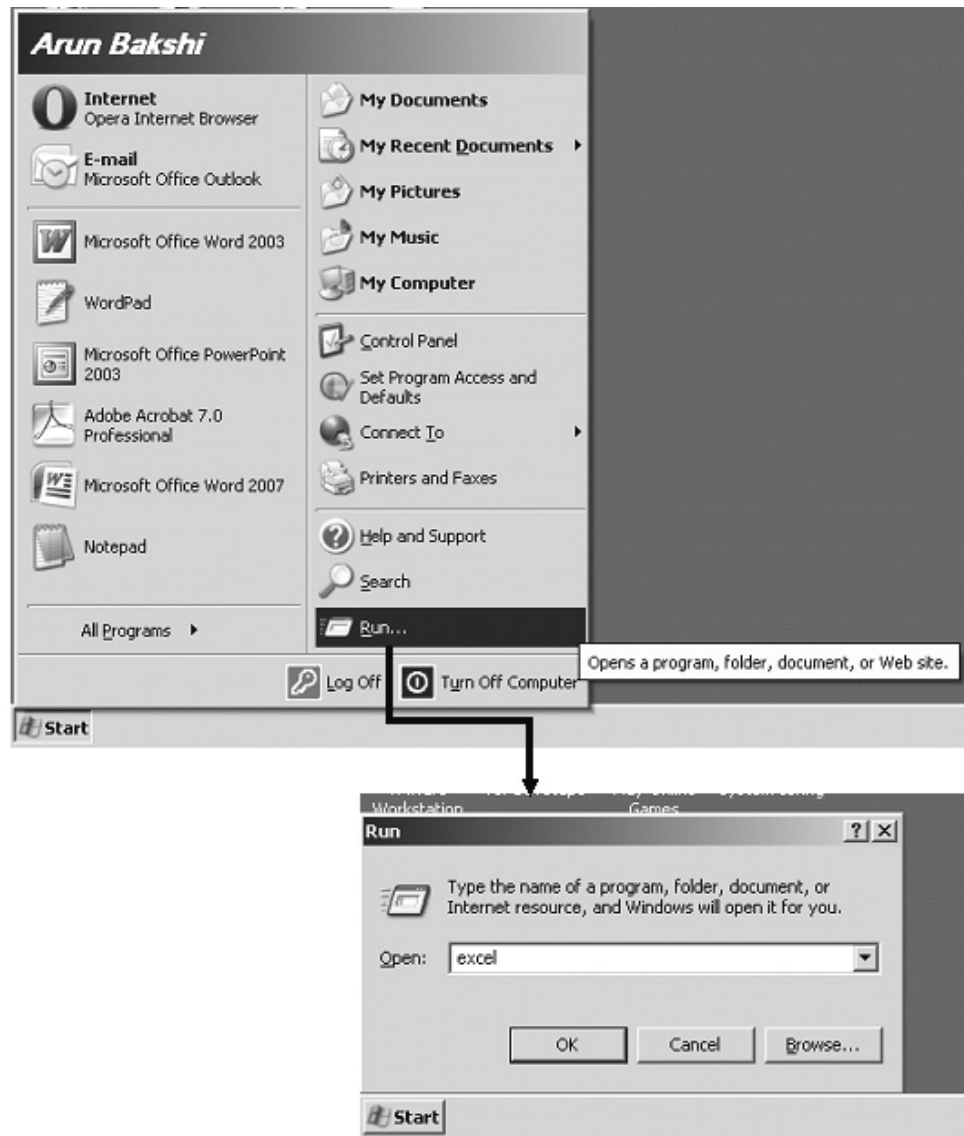 Arun Bakshi
Internet
Opera Internet Browser
E-mail
Microsoft Office Outlook
Microsoft Office Word 2003
WordPad
Microsoft Office PowerPoint
2003
Adobe Acrobat 7.0
Professional
Microsoft Office Word 2007
Notepad
All Programs
My Documents
My Recent Documents
My Pictures
My Music
My Computer
Control Panel
Set Program Access and
Defaults
Connect To
Printers and Faxes
Help and Support
Search
Run...
Opens a program, folder, document, or Web site.
Log Off
Turn Off Computer
Start
Workstation
Games
Run
Type the name of a program, folder, document, or
Internet resource, and Windows will open it for you.
Open:
excel
OK
Cancel
Browse...
Start